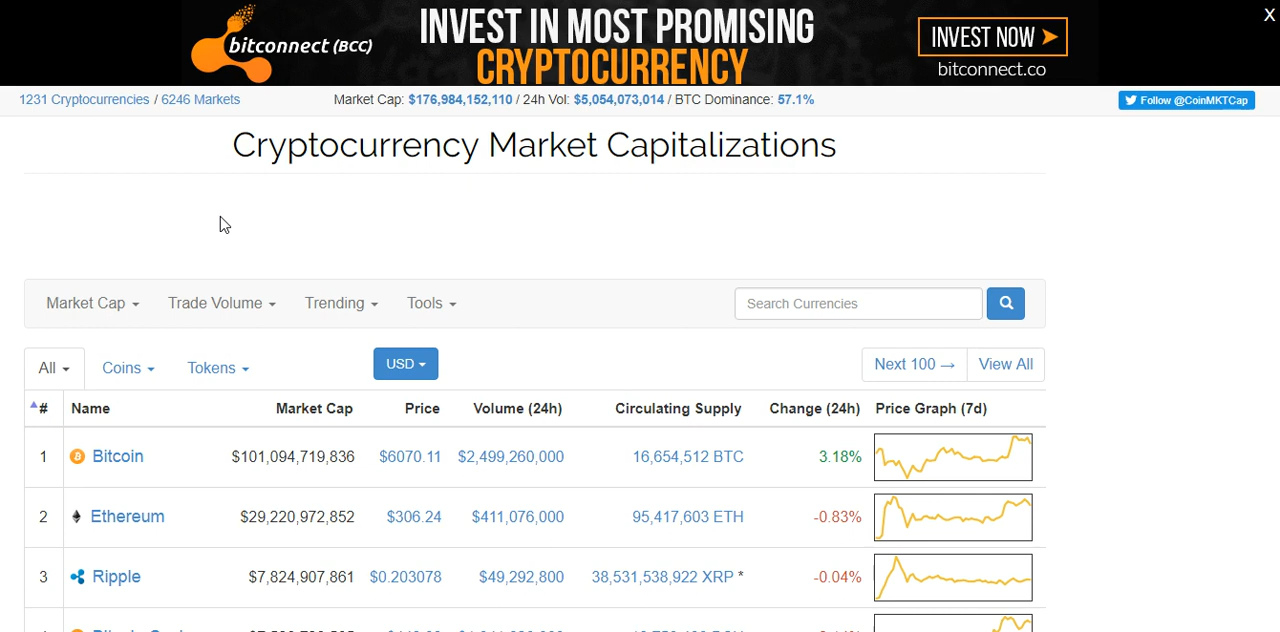 bitconnect (BCC)
INVEST IN MOST PROMISING
CRYPTOCURRENCY
INVEST NOW
bitconnect.co
X
1231 Cryptocurrencies / 6246 Markets
Market Cap: $176,984,152,110 / 24h Vol: $5,054,073,014 / BTC Dominance: 57.1%
Follow @CoinMKTCap
Cryptocurrency Market Capitalizations
Market Cap Trade Volume Trending Tools
Search Currencies
All Coins Tokens USD Next 100 → View All
# Name Market Cap Price Volume (24h) Circulating Supply Change (24h) Price Graph (7d)
1 Bitcoin $101,094,719,836 $6070.11 $2,499,260,000 16,654,512 BTC 3.18%
2 Ethereum $29,220,972,852 $306.24 $411,076,000 95,417,603 ETH -0.83%
3 Ripple $7,824,907,861 $0.203078 $49,292,800 38,531,538,922 XRP * -0.04%